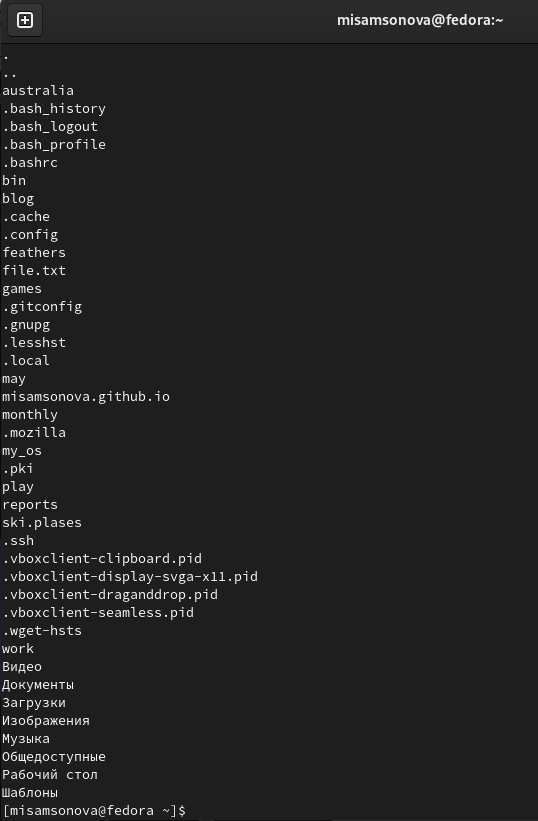 misamsonova@fedora:~
.
..
australia
.bash_history
.bash_logout
.bash_profile
.bashrc
bin
blog
.cache
.config
feathers
file.txt
games
.gitconfig
.gnupg
.lesshst
.local
may
misamsonova.github.io
monthly
.mozilla
my_os
.pki
play
reports
ski.plases
.ssh
.vboxclient-clipboard.pid
.vboxclient-display-svga-x11.pid
.vboxclient-draganddrop.pid
.vboxclient-seamless.pid
.wget-hsts
work
Видео
Документы
Загрузки
Изображения
Музыка
Общедоступные
Рабочий стол
Шаблоны
[misamsonova@fedora ~]$